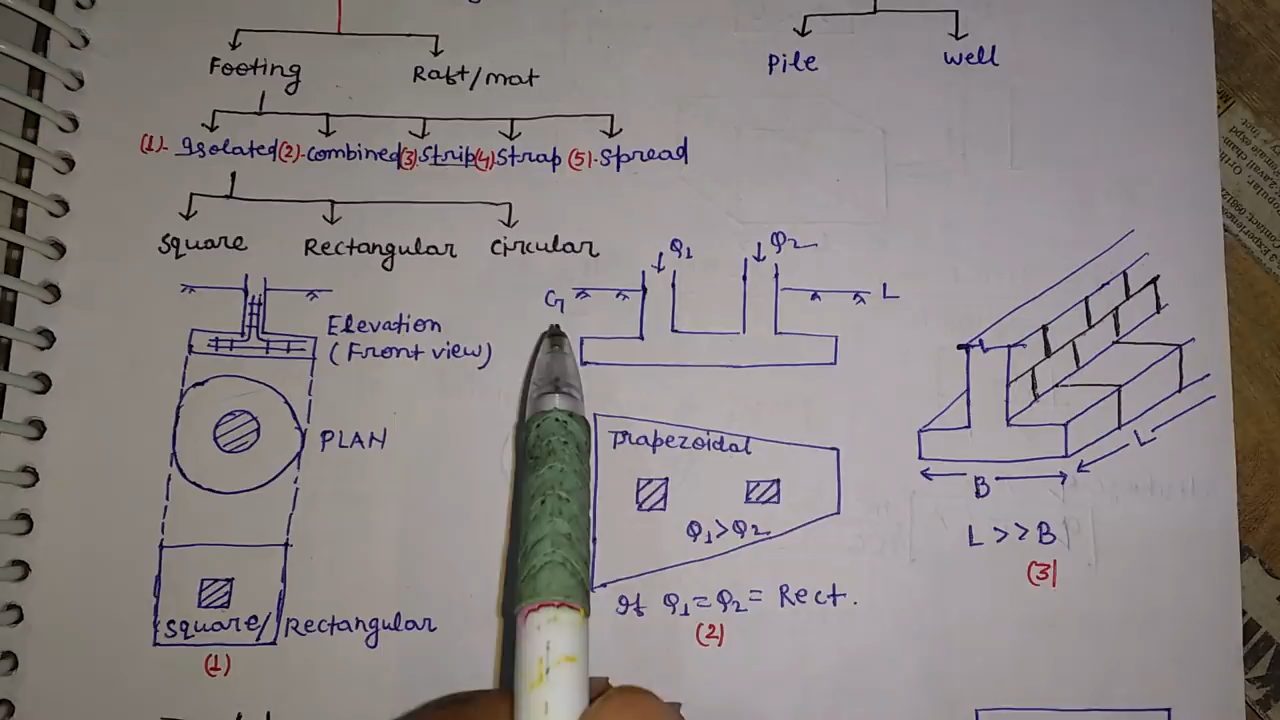 Footing
Raft/mat
Pile
well
(1)- Isolated (2)-combined (3)-Strip (4)-Strap (5)-Spread
Square
Rectangular
circular
Q1
Q2
G
L
Elevation
(Front view)
PLAN
Trapezoidal
Q1>Q2
If Q1=Q2= Rect.
(2)
Square/Rectangular
(1)
B
L
L>>B
(3)